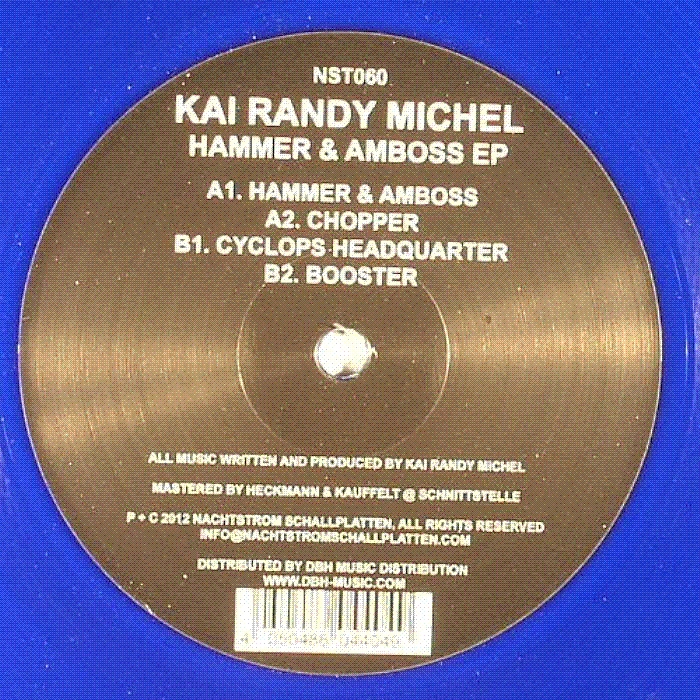 NST060
KAI RANDY MICHEL
HAMMER & AMBOSS EP
A1. HAMMER & AMBOSS
A2. CHOPPER
B1. CYCLOPS HEADQUARTER
B2. BOOSTER
ALL MUSIC WRITTEN AND PRODUCED BY KAI RANDY MICHEL
MASTERED BY HECKMANN & KAUFFELT @ SCHNITTSTELLE
P + C 2012 NACHTSTROM SCHALLPLATTEN, ALL RIGHTS RESERVED
INFO@NACHTSTROMSCHALLPLATTEN.COM
DISTRIBUTED BY DBH MUSIC DISTRIBUTION
WWW.DBH-MUSIC.COM